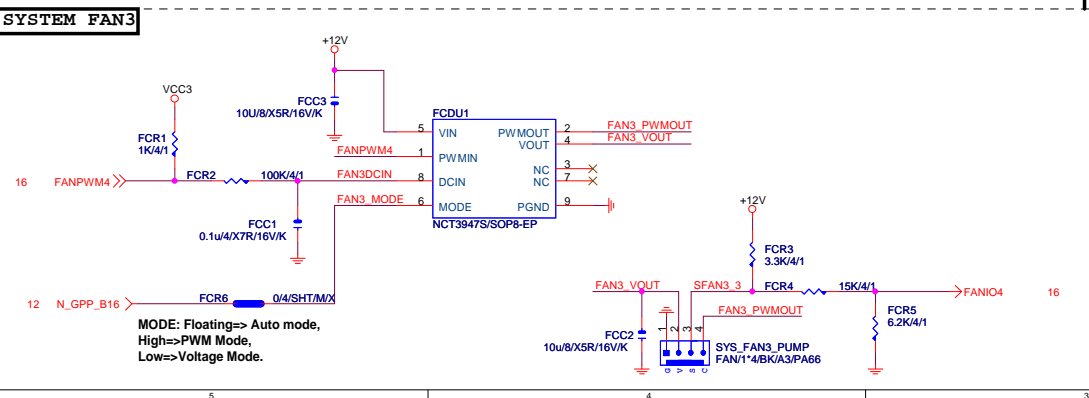 SYSTEM FAN3
+12V
VCC3
FCC3
10U/8/X5R/16V/K
FCDU1
FCR1
1K/4/1
5 VIN PWMOUT 2 FAN3_PWMOUT
VOUT 4 FAN3_VOUT
FANPWM4 1 PWMIN
NC 3
16 FANPWM4 FCR2 100K/4/1 FAN3DCIN 8 DCIN NC 7
FAN3_MODE 6 MODE PGND 9
FCC1
0.1u/4/X7R/16V/K
NCT3947S/SOP8-EP
+12V
FCR3
3.3K/4/1
12 N_GPP_B16 FCR6 0/4/SHT/M/X
FAN3_VOUT SFAN3_3 FCR4 15K/4/1 FANIO4 16
FAN3_PWMOUT
MODE: Floating=> Auto mode,
High=>PWM Mode,
Low=>Voltage Mode.
FCR5
6.2K/4/1
FCC2
10u/8/X5R/16V/K
1 2 3 4
G V S C
SYS_FAN3_PUMP
FAN/1*4/BK/A3/PA66
5 4 3